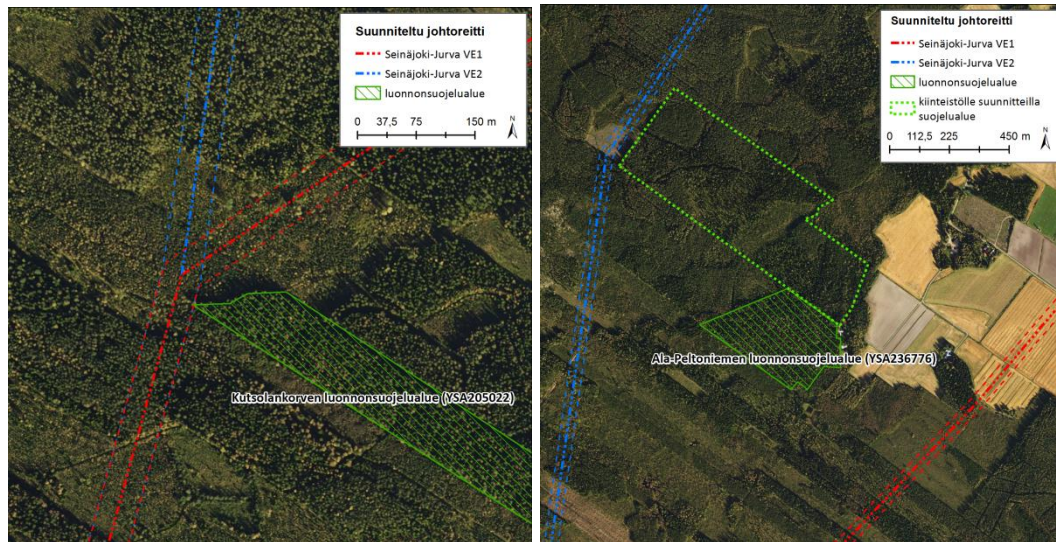 Suunniteltu johtoreitti
Seinäjoki-Jurva VE1
Seinäjoki-Jurva VE2
luonnonsuojelualue
0 37,5 75 150 m
N
Kutsolankorven luonnonsuojelualue (YSA205022)
Suunniteltu johtoreitti
Seinäjoki-Jurva VE1
Seinäjoki-Jurva VE2
luonnonsuojelualue
kiinteistölle suunnitteilla
suojelualue
0 112,5 225 450 m
N
Ala-Peltoniemen luonnonsuojelualue (YSA236776)